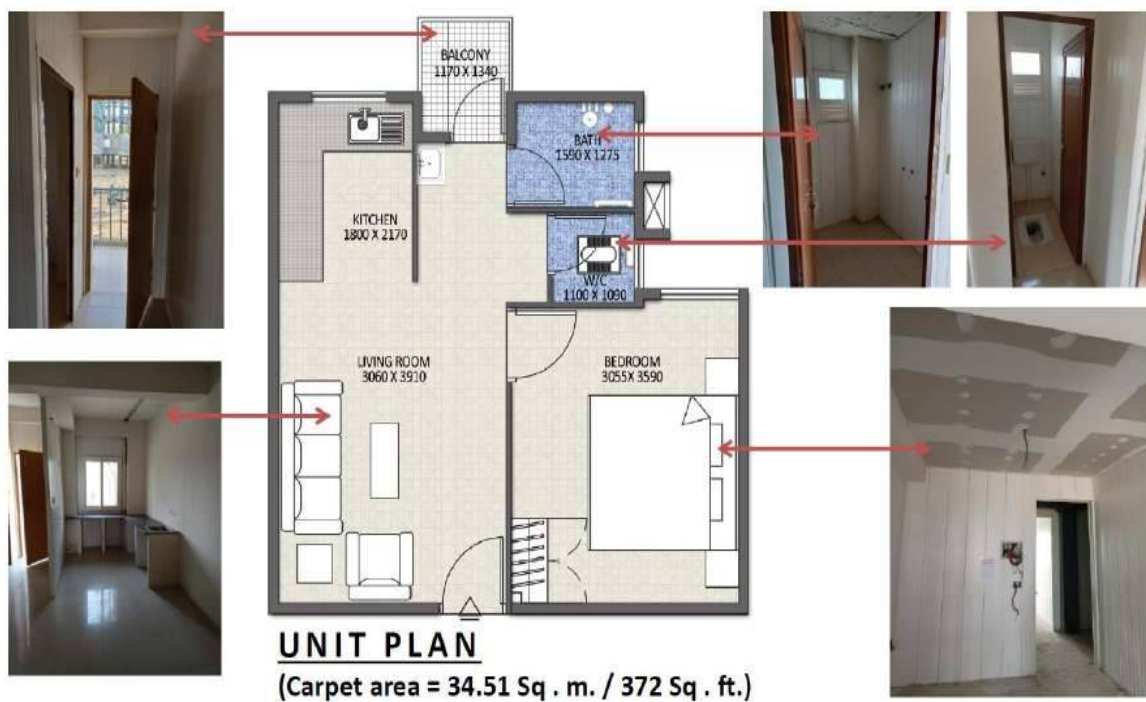 BALCONY
1170 X 1340
BATH
1590 X 1275
KITCHEN
1800 X 2170
W/C
1100 X 1090
LIVING ROOM
3060 X 3910
BEDROOM
3055X 3590
UNIT PLAN
(Carpet area = 34.51 Sq . m. / 372 Sq . ft.)